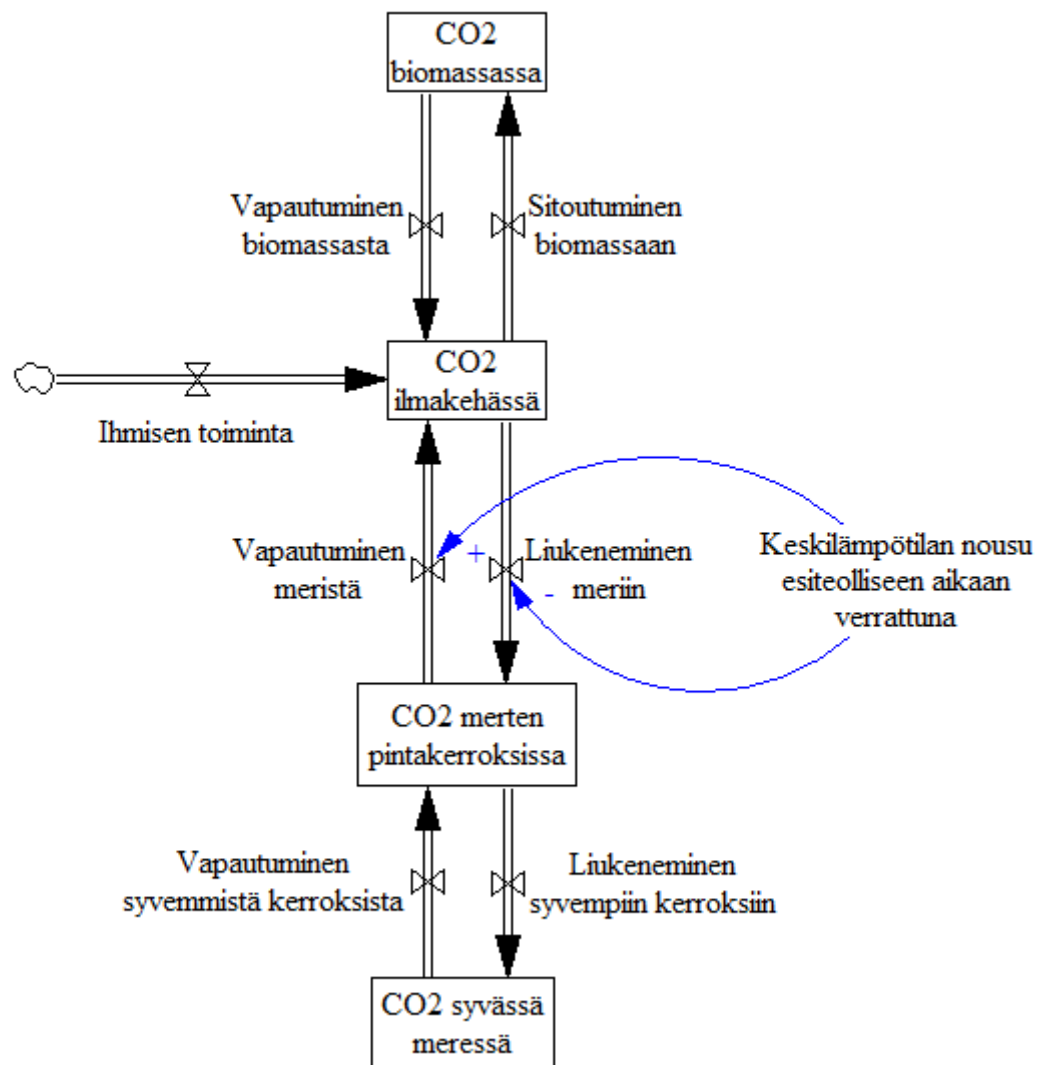 CO2
biomassassa
Vapautuminen
biomassasta
Sitoutuminen
biomassaan
CO2
ilmakehässä
Ihmisen toiminta
Vapautuminen
meristä
+
Liukeneminen
meriin
-
Keskilämpötilan nousu
esiteolliseen aikaan
verrattuna
CO2 merten
pintakerroksissa
Vapautuminen
syvemmistä kerroksista
Liukeneminen
syvempiin kerroksiin
CO2 syvässä
meressä